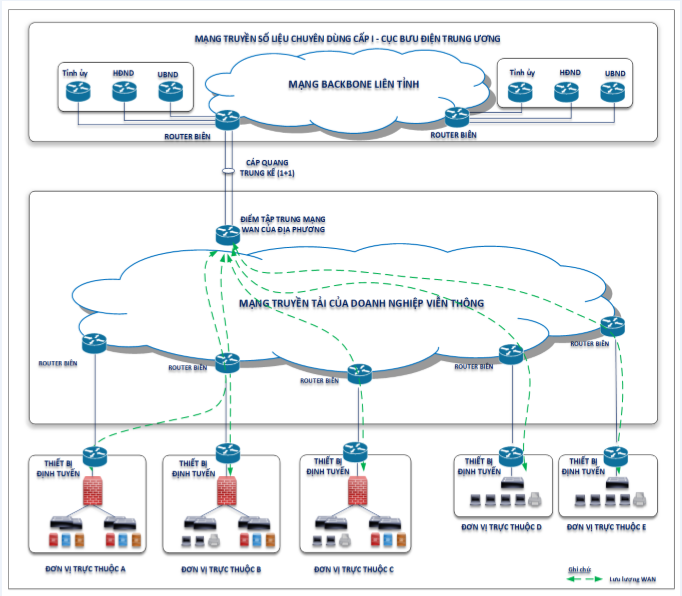 MẠNG TRUYỀN SỐ LIỆU CHUYÊN DÙNG CẤP I - CỤC BƯU ĐIỆN TRUNG ƯƠNG
Tỉnh ủy
HĐND
UBND
MẠNG BACKBONE LIÊN TỈNH
Tỉnh ủy
HĐND
UBND
ROUTER BIÊN
ROUTER BIÊN
CÁP QUANG
TRUNG KẾ (1+1)
ĐIỂM TẬP TRUNG MẠNG
WAN CỦA ĐỊA PHƯƠNG
MẠNG TRUYỀN TẢI CỦA DOANH NGHIỆP VIỄN THÔNG
ROUTER BIÊN
ROUTER BIÊN
ROUTER BIÊN
ROUTER BIÊN
ROUTER BIÊN
THIẾT BỊ
ĐỊNH TUYẾN
THIẾT BỊ
ĐỊNH TUYẾN
THIẾT BỊ
ĐỊNH TUYẾN
THIẾT BỊ
ĐỊNH TUYẾN
THIẾT BỊ
ĐỊNH TUYẾN
ĐƠN VỊ TRỰC THUỘC A
ĐƠN VỊ TRỰC THUỘC B
ĐƠN VỊ TRỰC THUỘC C
ĐƠN VỊ TRỰC THUỘC D
ĐƠN VỊ TRỰC THUỘC E
Ghi chú
Lưu lượng WAN